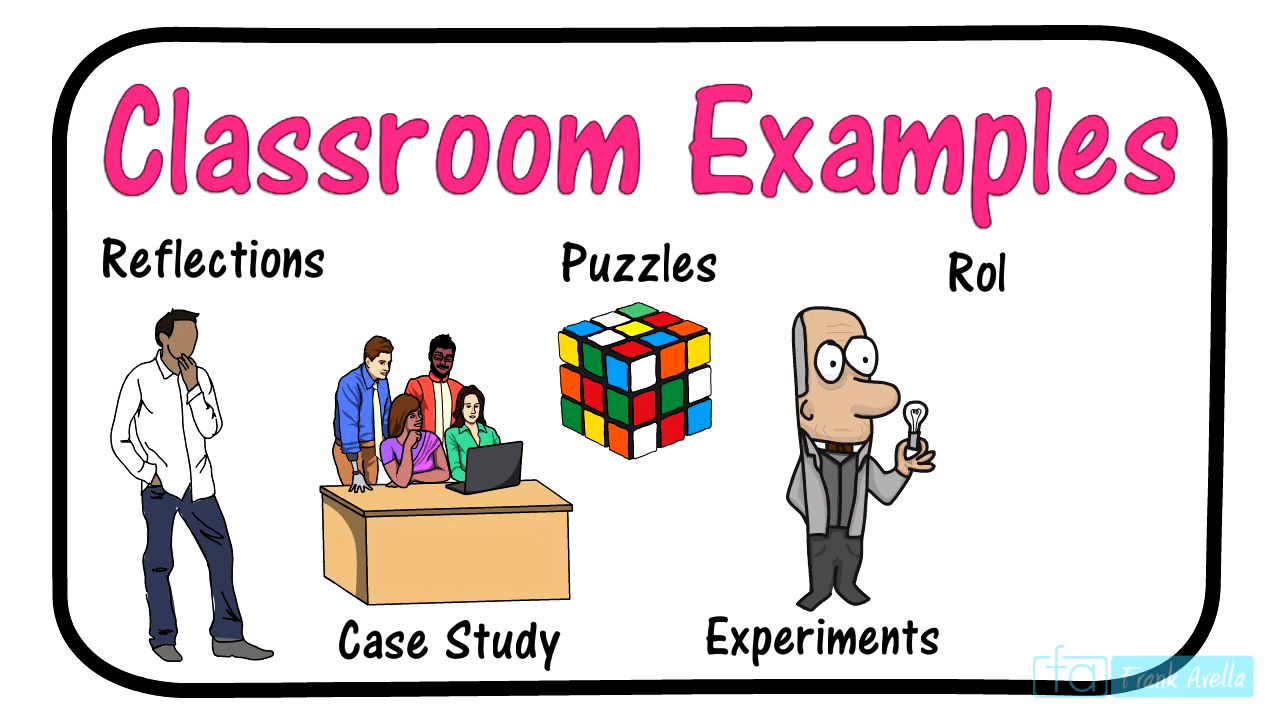 Classroom Examples
Reflections
Puzzles
Rol
Case Study
Experiments
fa Frank Avella